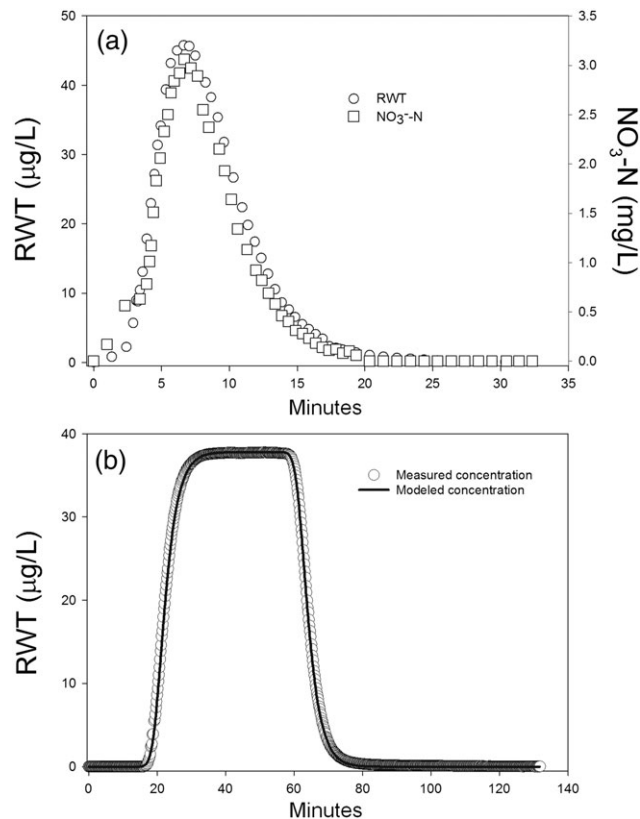 (a)
RWT (µg/L)
50
40
30
20
10
0
RWT
NO3--N
3.5
3.0
2.5
2.0
1.5
1.0
0.5
0.0
NO3-N (mg/L)
0 5 10 15 20 25 30 35
Minutes
(b)
RWT (µg/L)
40
30
20
10
0
Measured concentration
Modeled concentration
0 20 40 60 80 100 120 140
Minutes